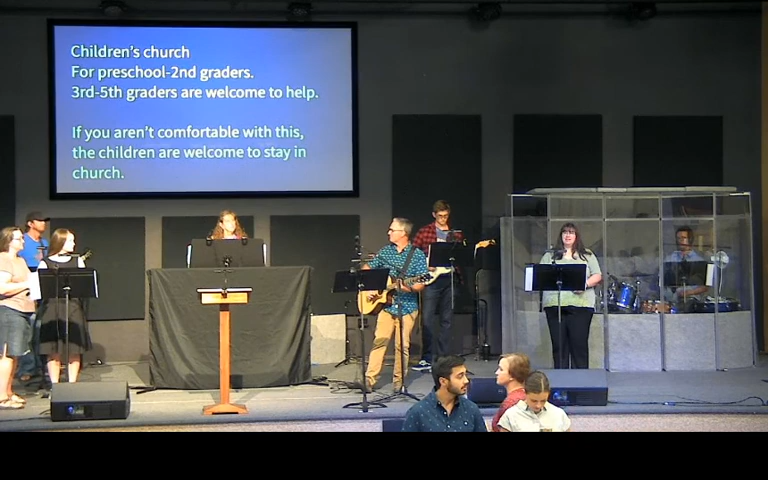 Children's church
For preschool-2nd graders.
3rd-5th graders are welcome to help.
If you aren't comfortable with this,
the children are welcome to stay in
church.